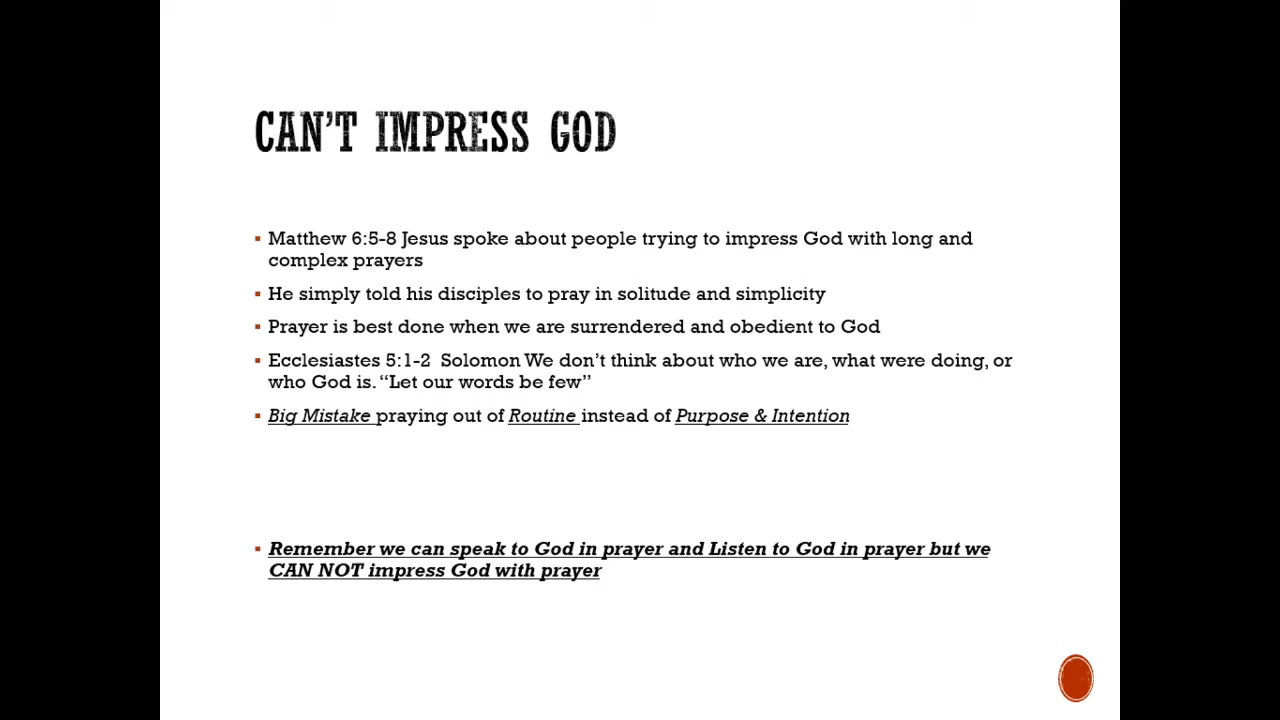 CAN'T IMPRESS GOD
▪ Matthew 6:5-8 Jesus spoke about people trying to impress God with long and
complex prayers
▪ He simply told his disciples to pray in solitude and simplicity
▪ Prayer is best done when we are surrendered and obedient to God
▪ Ecclesiastes 5:1-2  Solomon We don't think about who we are, what were doing, or
who God is. “Let our words be few”
▪ Big Mistake praying out of Routine instead of Purpose & Intention
▪ Remember we can speak to God in prayer and Listen to God in prayer but we
CAN NOT impress God with prayer